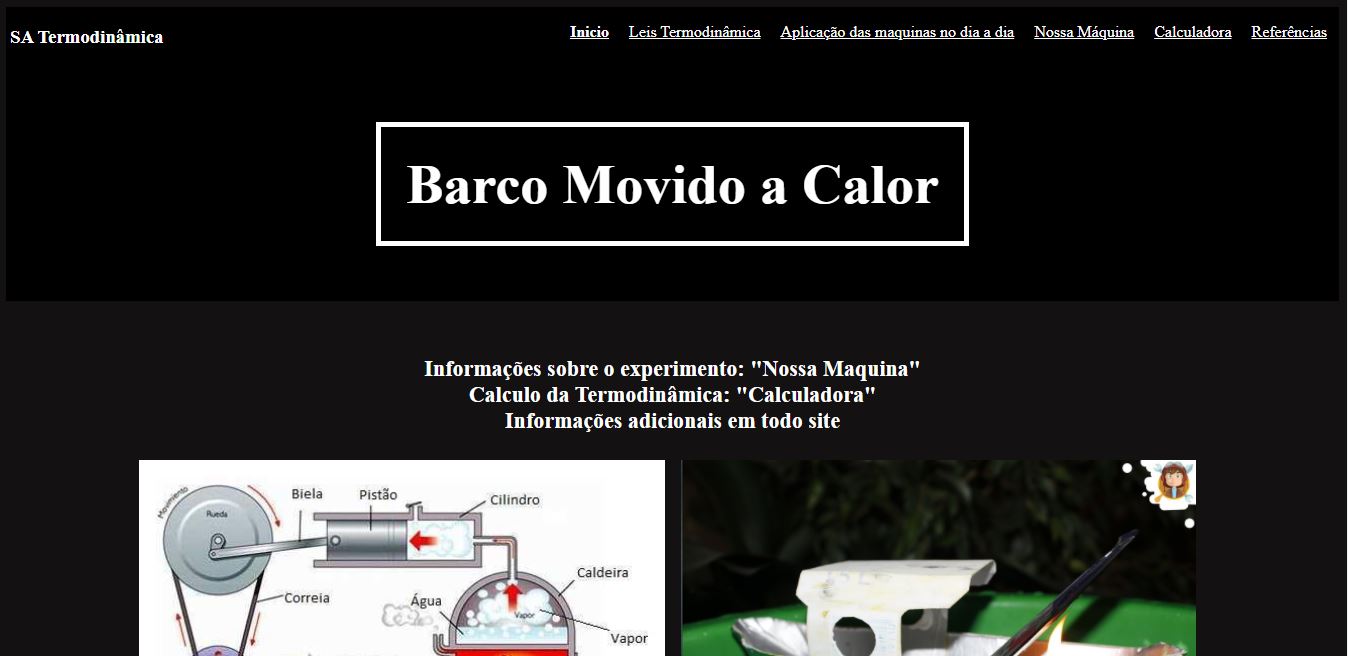 SA Termodinâmica
Inicio Leis Termodinâmica Aplicação das maquinas no dia a dia Nossa Máquina Calculadora Referências
Barco Movido a Calor
Informações sobre o experimento: "Nossa Maquina"
Calculo da Termodinâmica: "Calculadora"
Informações adicionais em todo site
Movimiento
Rueda
Biela
Pistão
Cilindro
Caldeira
Correia
Água
Vapor
Vapor